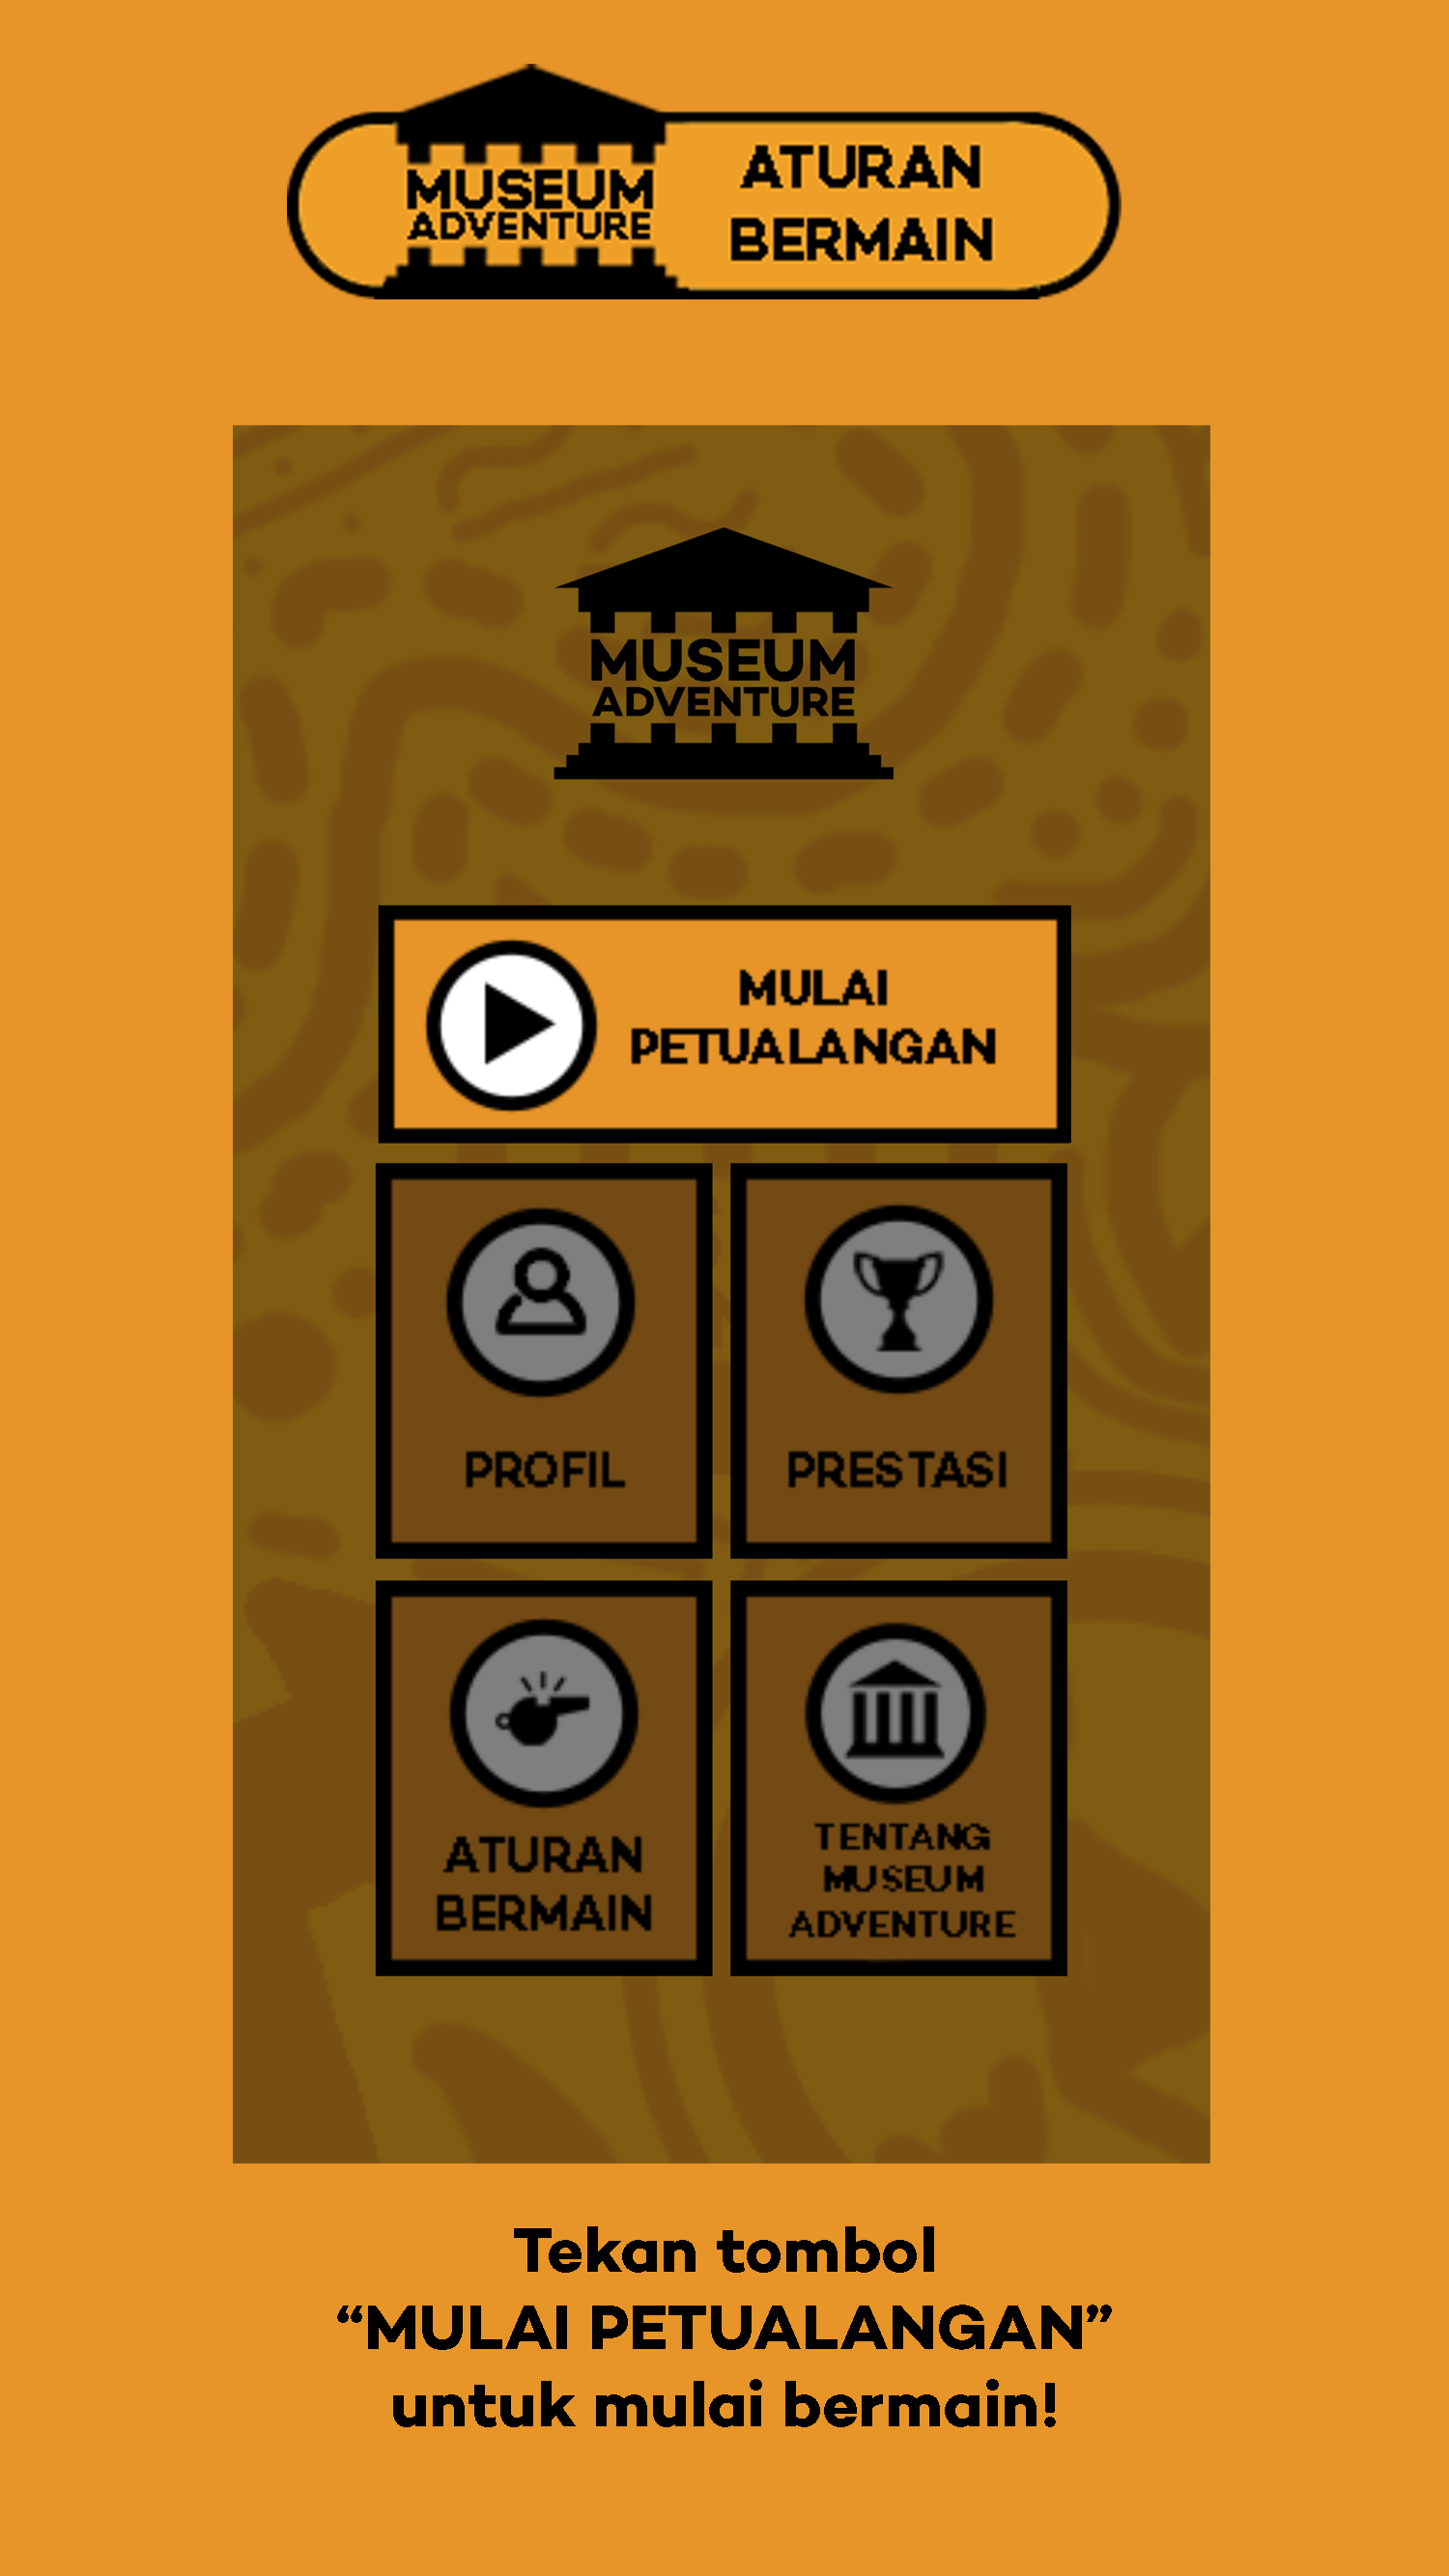 MUSEUM
ADVENTURE
ATURAN
BERMAIN
MUSEUM
ADVENTURE
MULAI
PETUALANGAN
PROFIL
PRESTASI
ATURAN
BERMAIN
TENTANG
MUSEUM
ADVENTURE
Tekan tombol
“MULAI PETUALANGAN”
untuk mulai bermain!